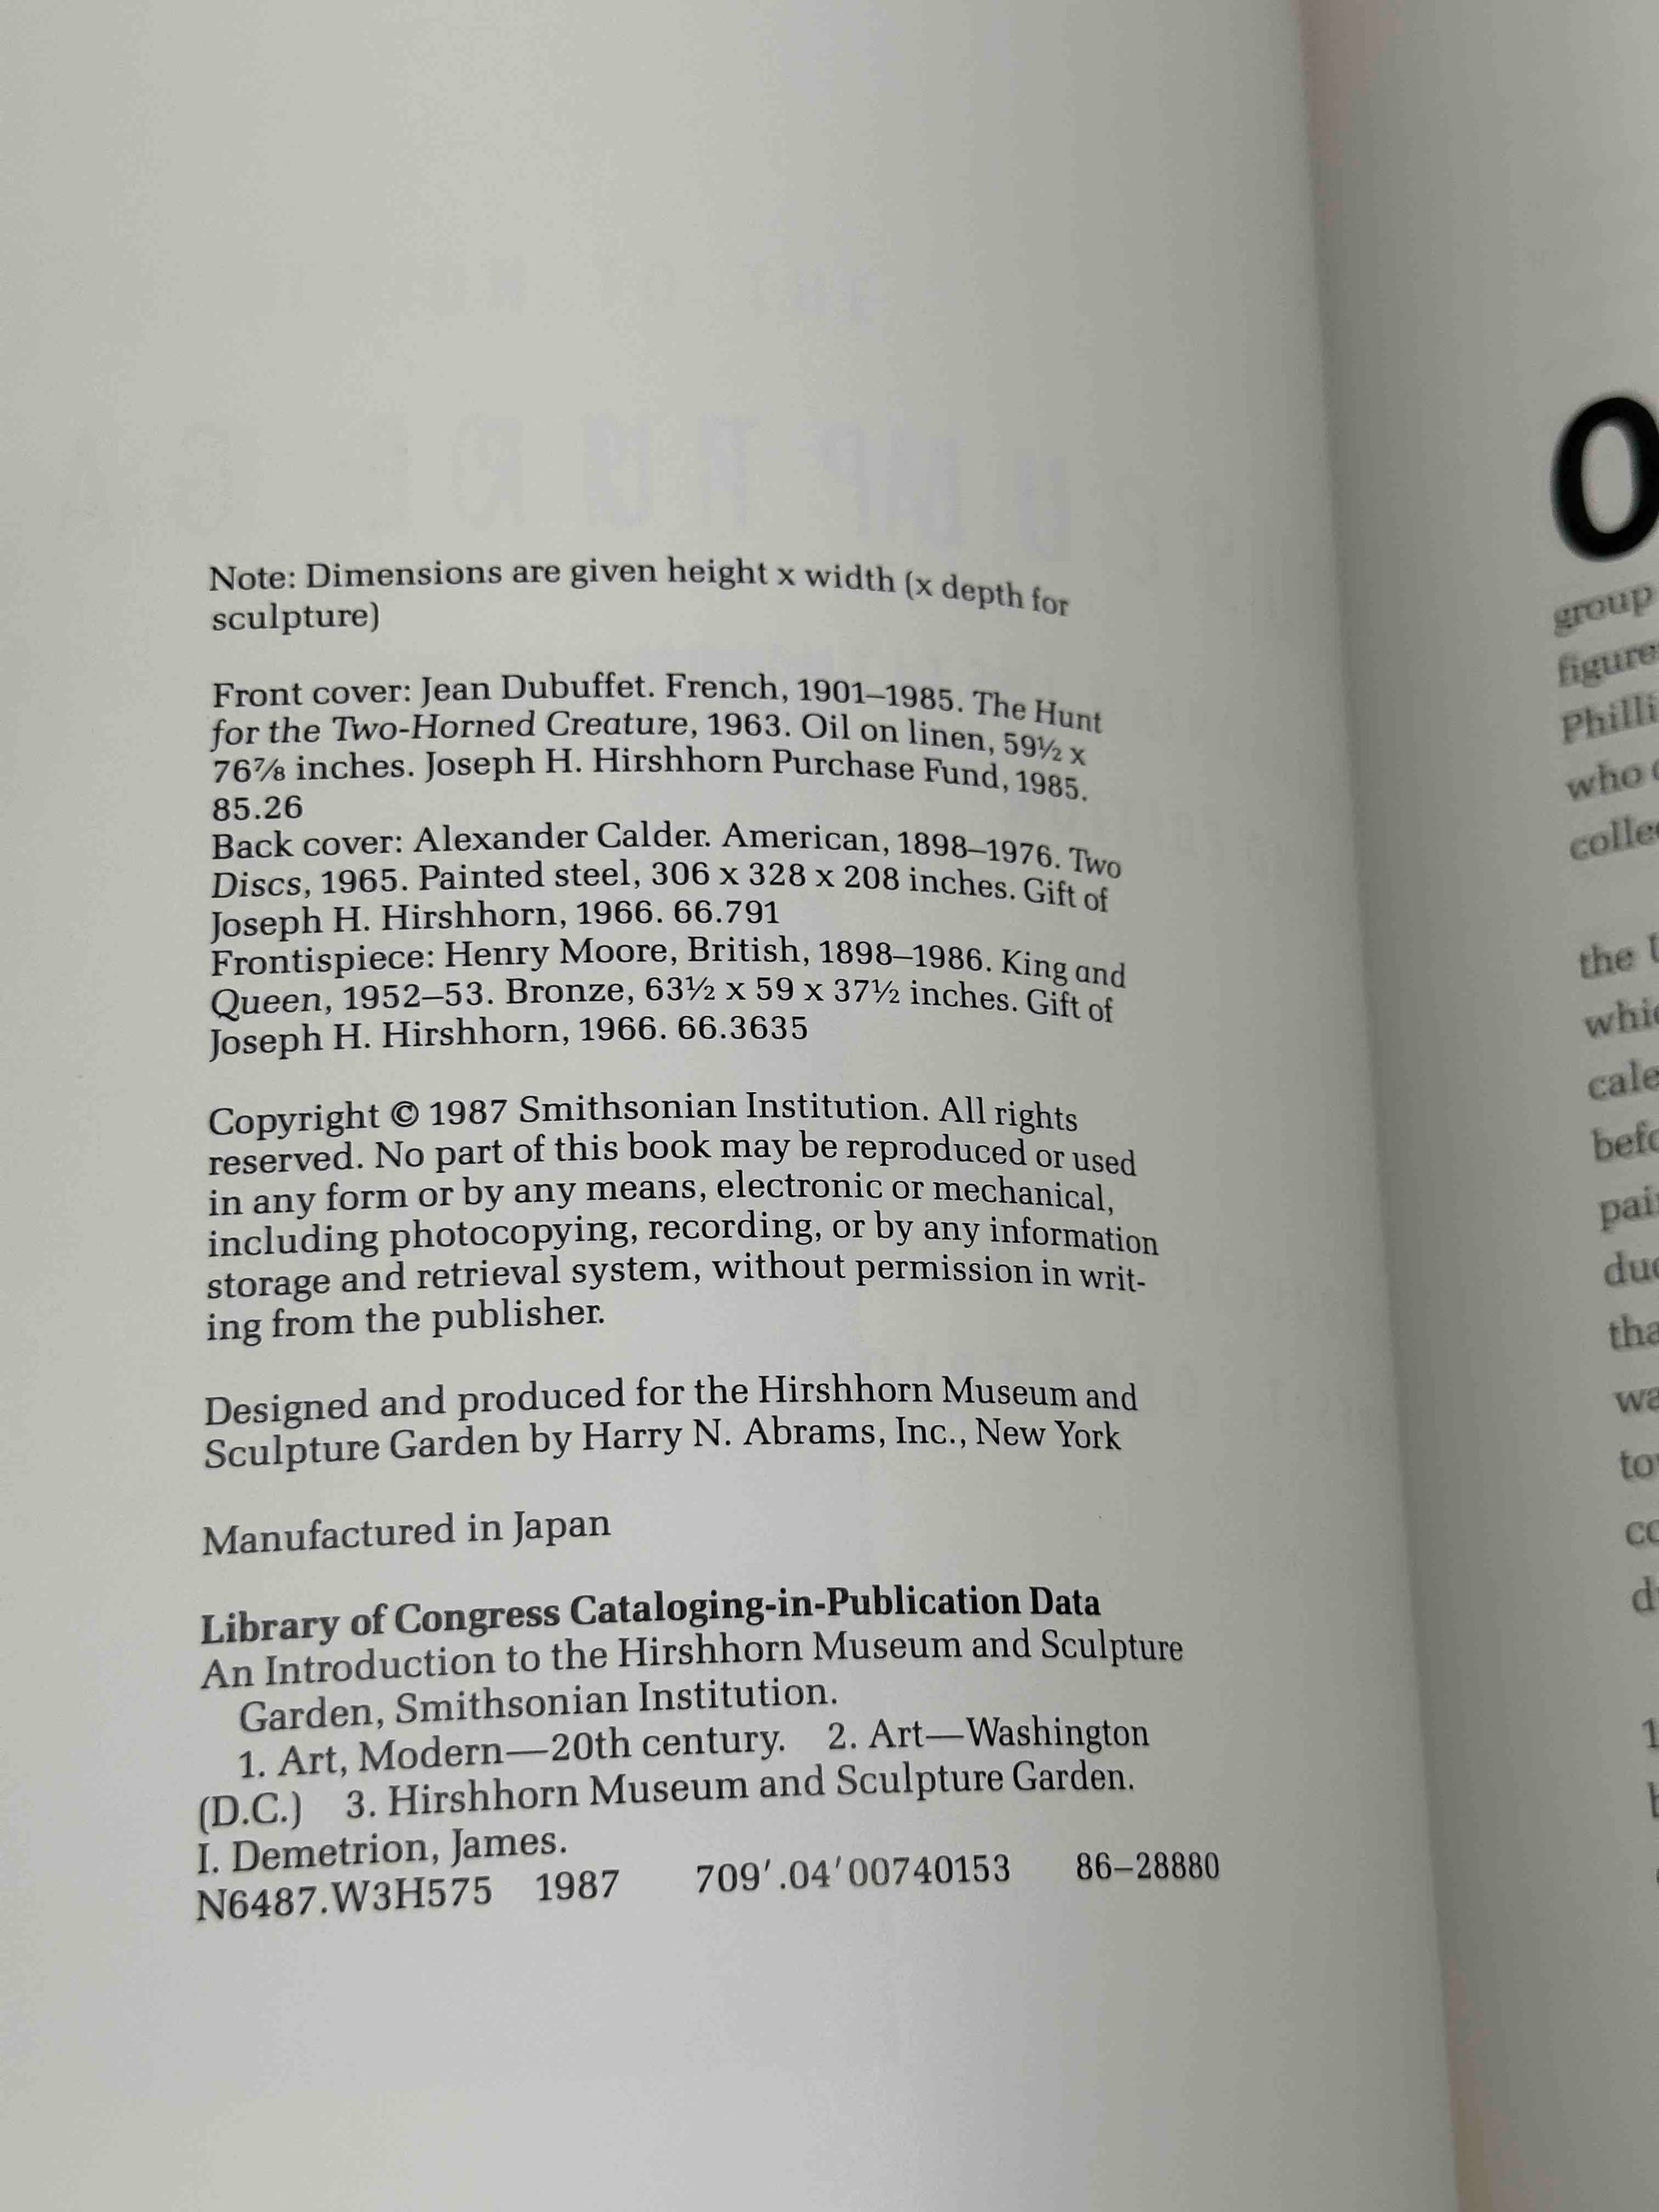 Note: Dimensions are given height x width (x depth for
sculpture)
Front cover: Jean Dubuffet. French, 1901–1985. The Hunt
for the Two-Horned Creature, 1963. Oil on linen, 59½ x
76⅞ inches. Joseph H. Hirshhorn Purchase Fund, 1985.
85.26
Back cover: Alexander Calder. American, 1898–1976. Two
Discs, 1965. Painted steel, 306 x 328 x 208 inches. Gift of
Joseph H. Hirshhorn, 1966. 66.791
Frontispiece: Henry Moore, British, 1898–1986. King and
Queen, 1952–53. Bronze, 63½ x 59 x 37½ inches. Gift of
Joseph H. Hirshhorn, 1966. 66.3635
Copyright © 1987 Smithsonian Institution. All rights
reserved. No part of this book may be reproduced or used
in any form or by any means, electronic or mechanical,
including photocopying, recording, or by any information
storage and retrieval system, without permission in writ-
ing from the publisher.
Designed and produced for the Hirshhorn Museum and
Sculpture Garden by Harry N. Abrams, Inc., New York
Manufactured in Japan
Library of Congress Cataloging-in-Publication Data
An Introduction to the Hirshhorn Museum and Sculpture
Garden, Smithsonian Institution.
1. Art, Modern—20th century. 2. Art—Washington
(D.C.) 3. Hirshhorn Museum and Sculpture Garden.
I. Demetrion, James.
N6487.W3H575 1987 709′.04′00740153 86–28880
group
who
the